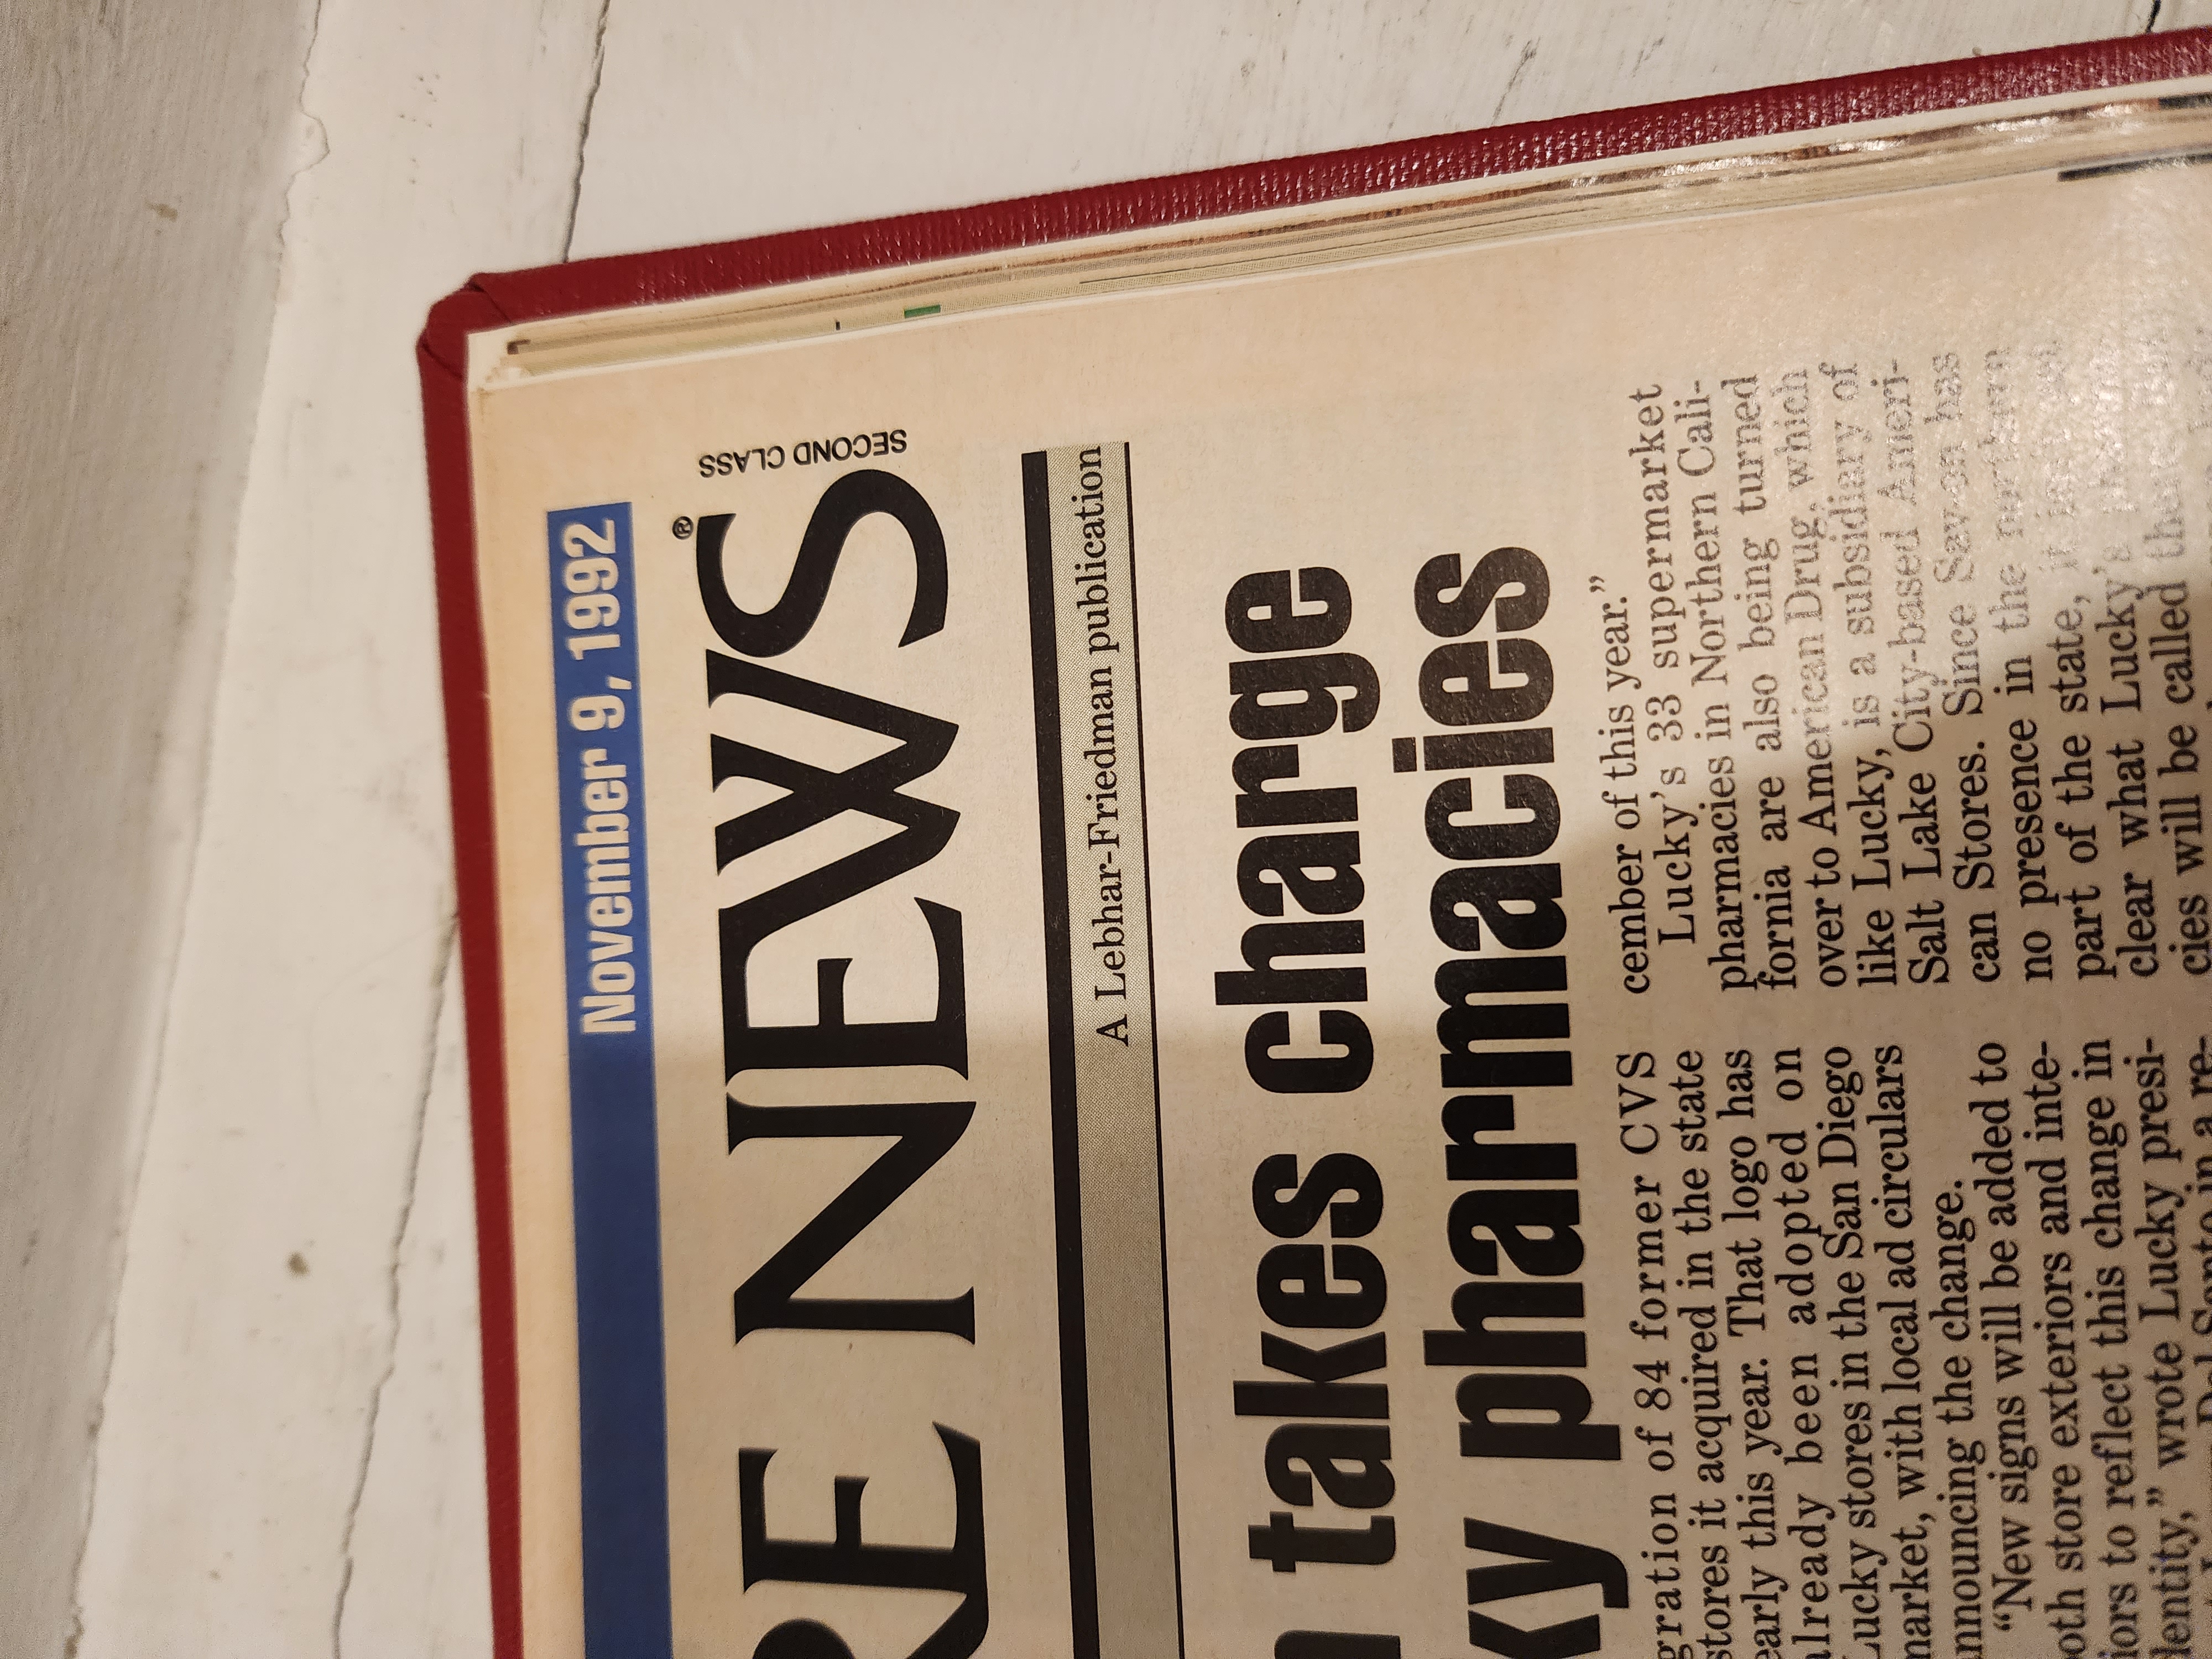 November 9, 1992
RE NEWS®
SECOND CLASS
A Lebhar-Friedman publication
takes charge
ky pharmacies
gration of 84 former CVS
stores it acquired in the state
early this year. That logo has
already been adopted on
Lucky stores in the San Diego
market, with local ad circulars
nnouncing the change.
“New signs will be added to
oth store exteriors and inte-
iors to reflect this change in
dentity,” wrote Lucky presi-
in a re-
cember of this year.”
Lucky’s 33 supermarket
pharmacies in Northern Cali-
fornia are also being turned
over to American Drug, which
like Lucky, is a subsidiary of
Salt Lake City-based Ameri-
can Stores. Since Sav-on has
no presence in the northern
part of the state,
clear what Lucky’s
cies will be called